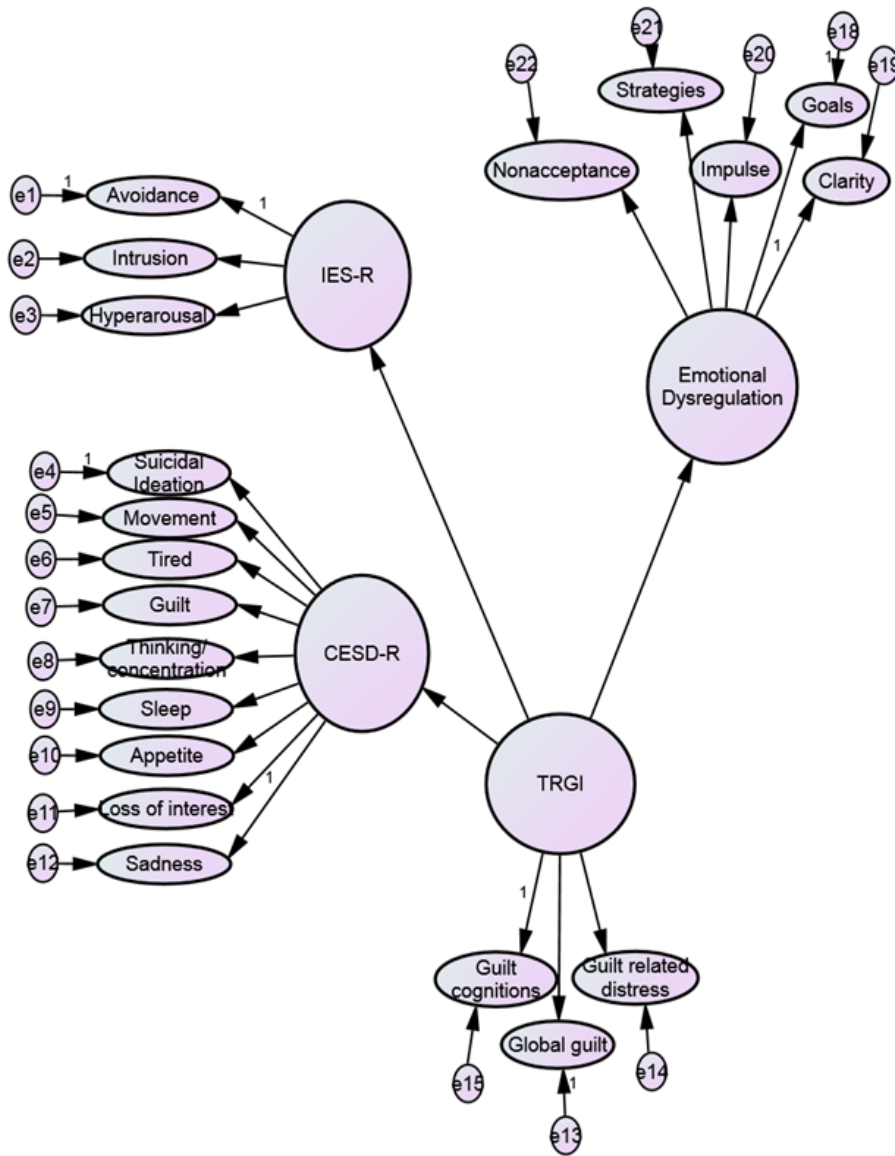 e21
e18
1
e22
e20
e19
Strategies
Goals
Nonacceptance
Impulse
Clarity
1
Emotional
Dysregulation
e1
1
Avoidance
1
e2
Intrusion
e3
Hyperarousal
IES-R
e4
1
Suicidal
Ideation
e5
Movement
e6
Tired
e7
Guilt
e8
Thinking/
concentration
e9
Sleep
e10
Appetite
1
e11
Loss of interest
e12
Sadness
CESD-R
TRGI
1
Guilt
cognitions
Guilt related
distress
Global guilt
e15
1
e14
e13